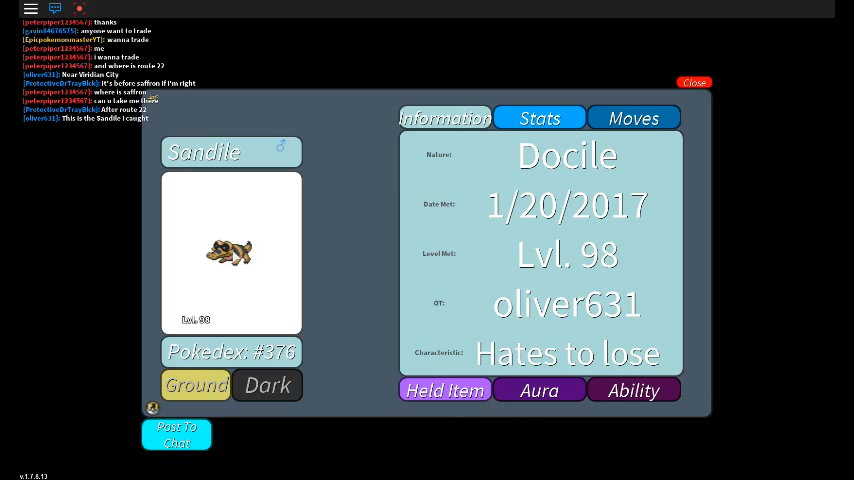 [peterpiper1234567]: thanks
[gavin84676575]: anyone want to trade
[EpicpokemonmasterYT]: wanna trade
[peterpiper1234567]: me
[peterpiper1234567]: i wanna trade
[peterpiper1234567]: and where is route 22
[oliver631]: Near Viridian City
[ProtectiveDrTrayBlck]: It's before saffron if I'm right
[peterpiper1234567]: where is saffron
[peterpiper1234567]: can u take me there
[ProtectiveDrTrayBlck]: After route 22
[oliver631]: This is the Sandile i caught
Close
Information
Stats
Moves
Sandile
Lvl. 98
Pokedex: #376
Ground
Dark
Nature: Docile
Date Met: 1/20/2017
Level Met: Lvl. 98
OT: oliver631
Characteristic: Hates to lose
Held Item
Aura
Ability
Post To
Chat
v.1.7.8.13